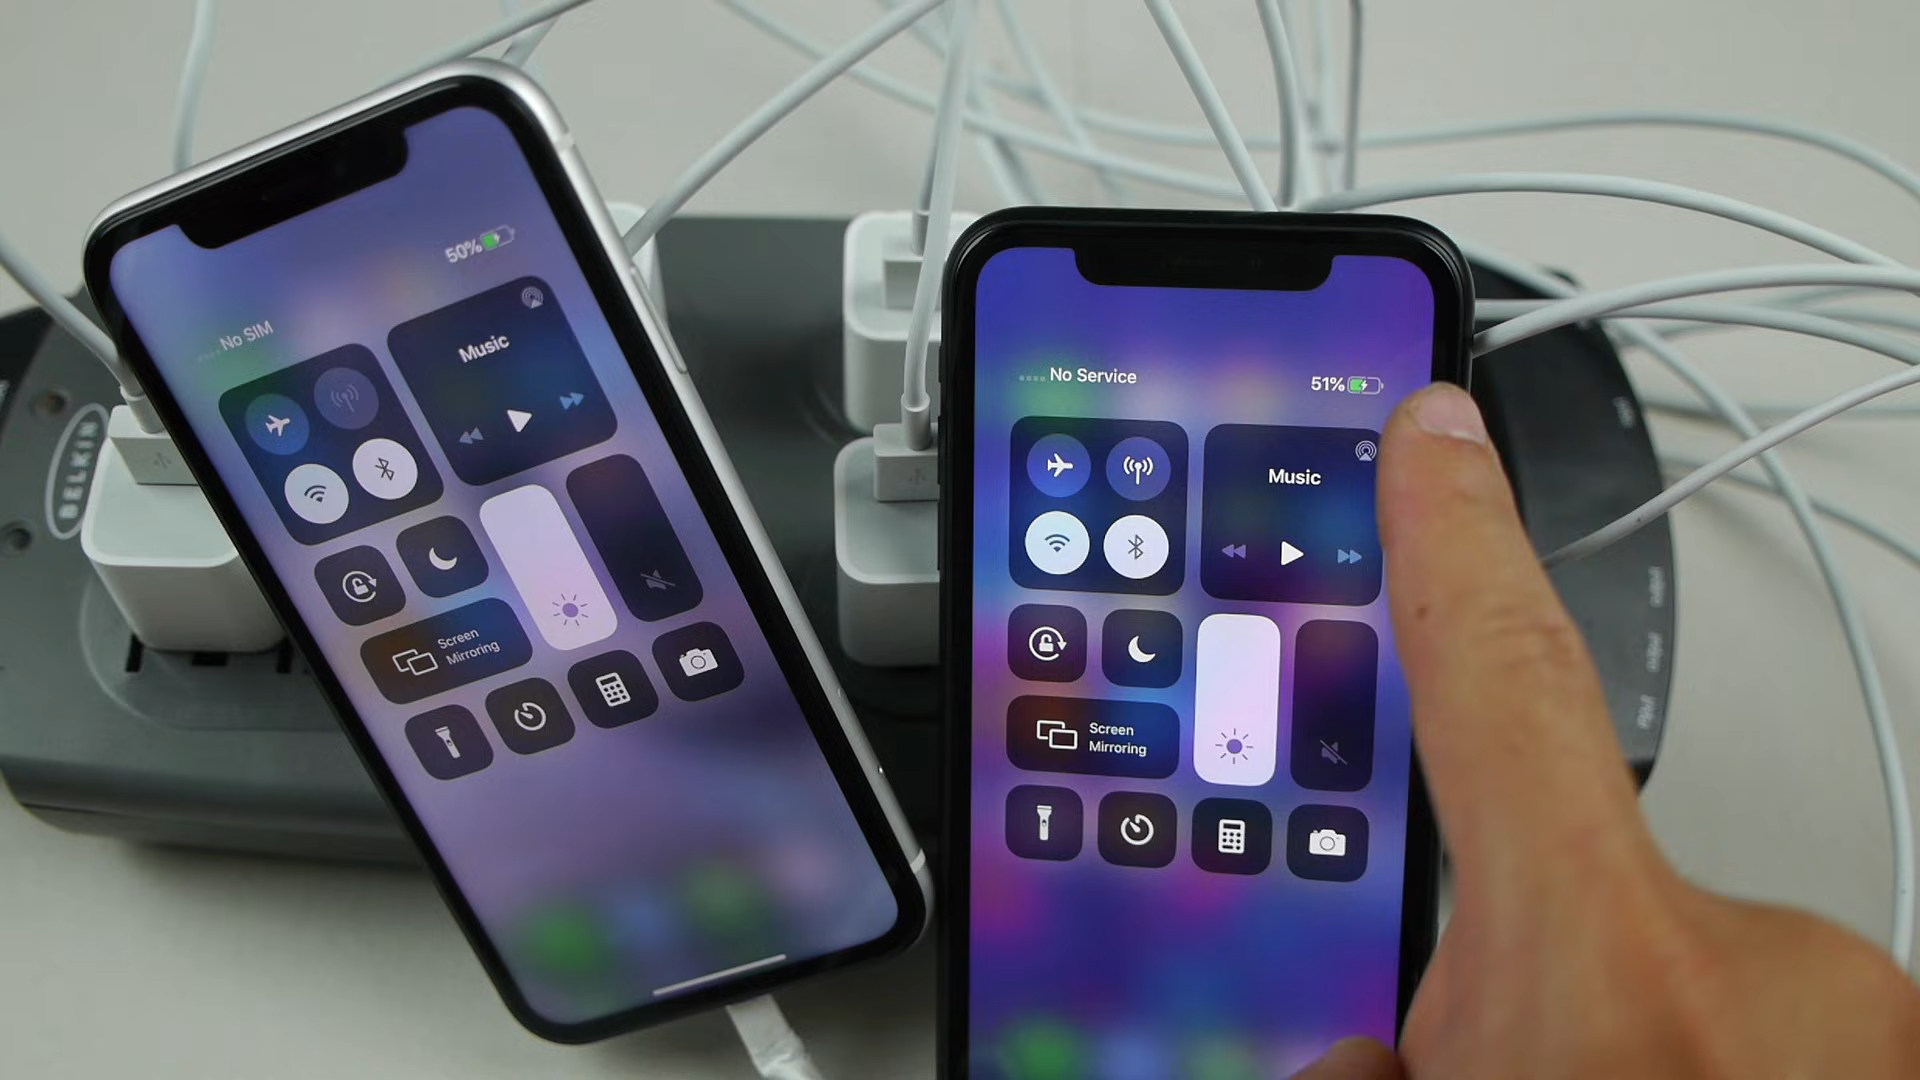 50%
No SIM
Music
Screen
Mirroring
BELKIN
No Service
51%
Music
Screen
Mirroring